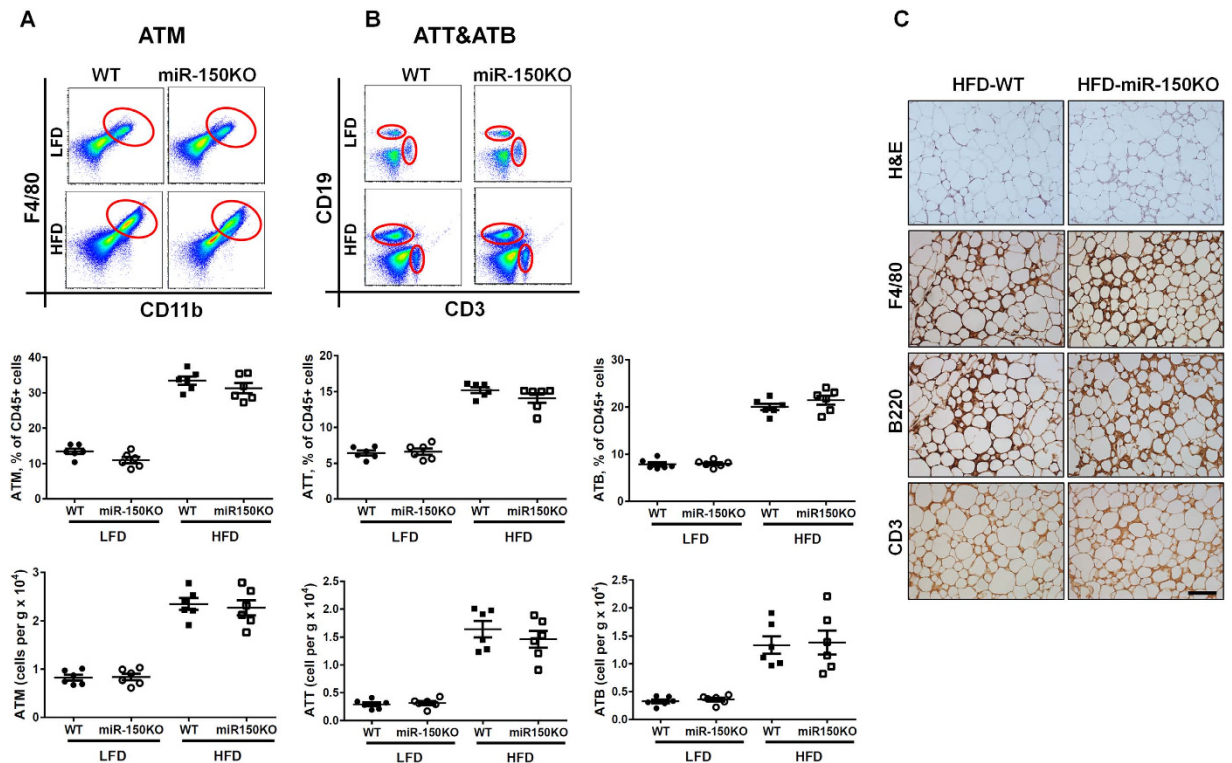 A
ATM
WT
miR-150KO
F4/80
LFD
HFD
CD11b
B
ATT&ATB
WT
miR-150KO
CD19
LFD
HFD
CD3
C
HFD-WT
HFD-miR-150KO
H&E
F4/80
B220
CD3
ATM, % of CD45+ cells
40
30
20
10
0
WT
miR-150KO
WT
miR150KO
LFD
HFD
ATT, % of CD45+ cells
15
10
5
0
WT
miR-150KO
WT
miR150KO
LFD
HFD
ATB, % of CD45+ cells
30
20
10
0
WT
miR-150KO
WT
miR150KO
LFD
HFD
ATM (cells per g x 10⁴)
3
2
1
0
WT
miR-150KO
WT
miR150KO
LFD
HFD
ATT (cell per g x 10⁴)
2.5
2.0
1.5
1.0
0.5
0.0
WT
miR-150KO
WT
miR150KO
LFD
HFD
ATB (cell per g x 10⁴)
2.5
2.0
1.5
1.0
0.5
0.0
WT
miR-150KO
WT
miR150KO
LFD
HFD